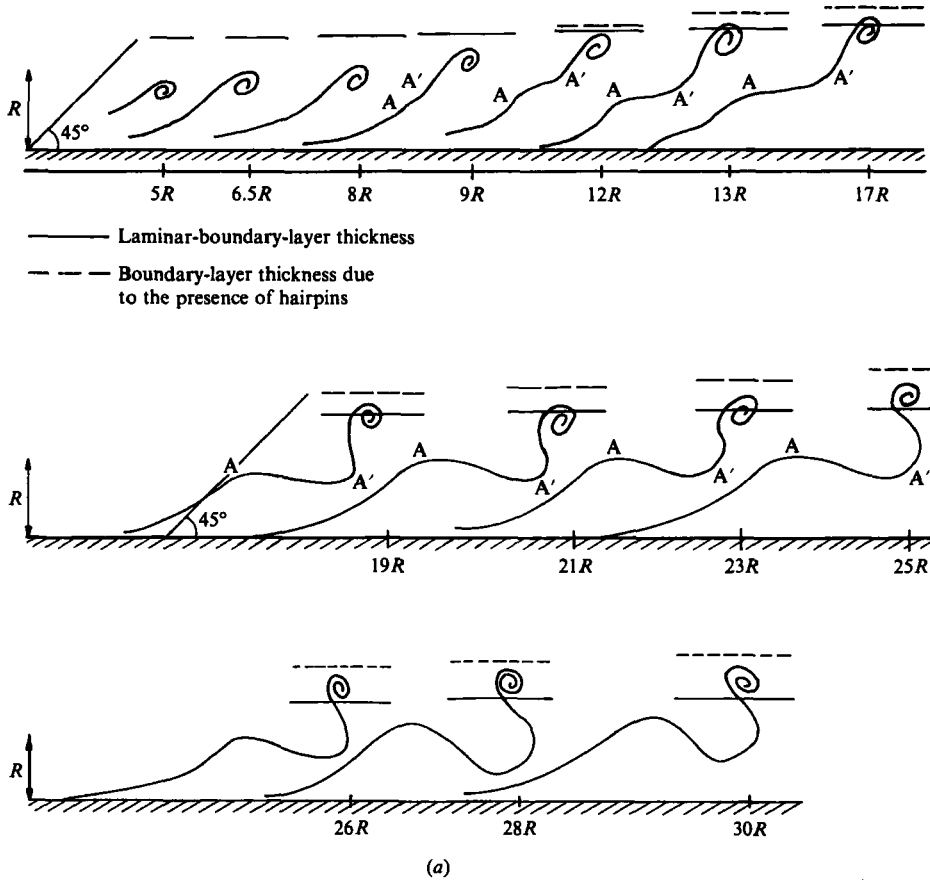 A' A A' A A' A A' A A'
R 45°
5R 6.5R 8R 9R 12R 13R 17R
Laminar-boundary-layer thickness
Boundary-layer thickness due
to the presence of hairpins
A A' A A' A A' A A'
R 45°
19R 21R 23R 25R
R
26R 28R 30R
(a)